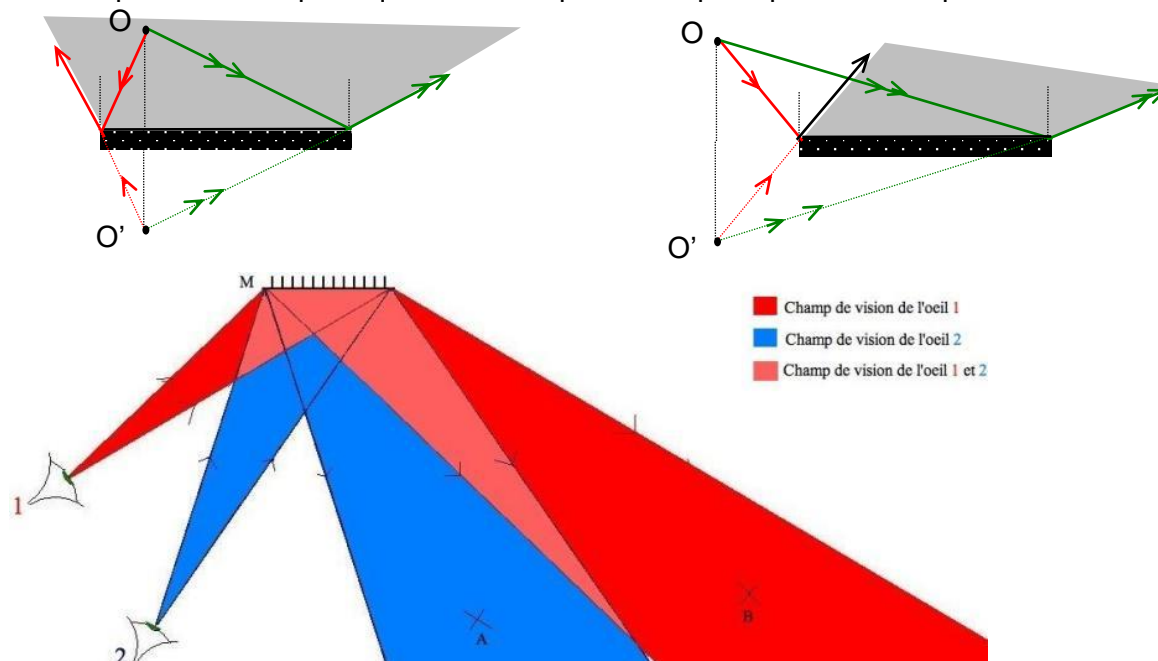 O
O'
O
O'
M
Champ de vision de l'oeil 1
Champ de vision de l'oeil 2
Champ de vision de l'oeil 1 et 2
1
2
A
B